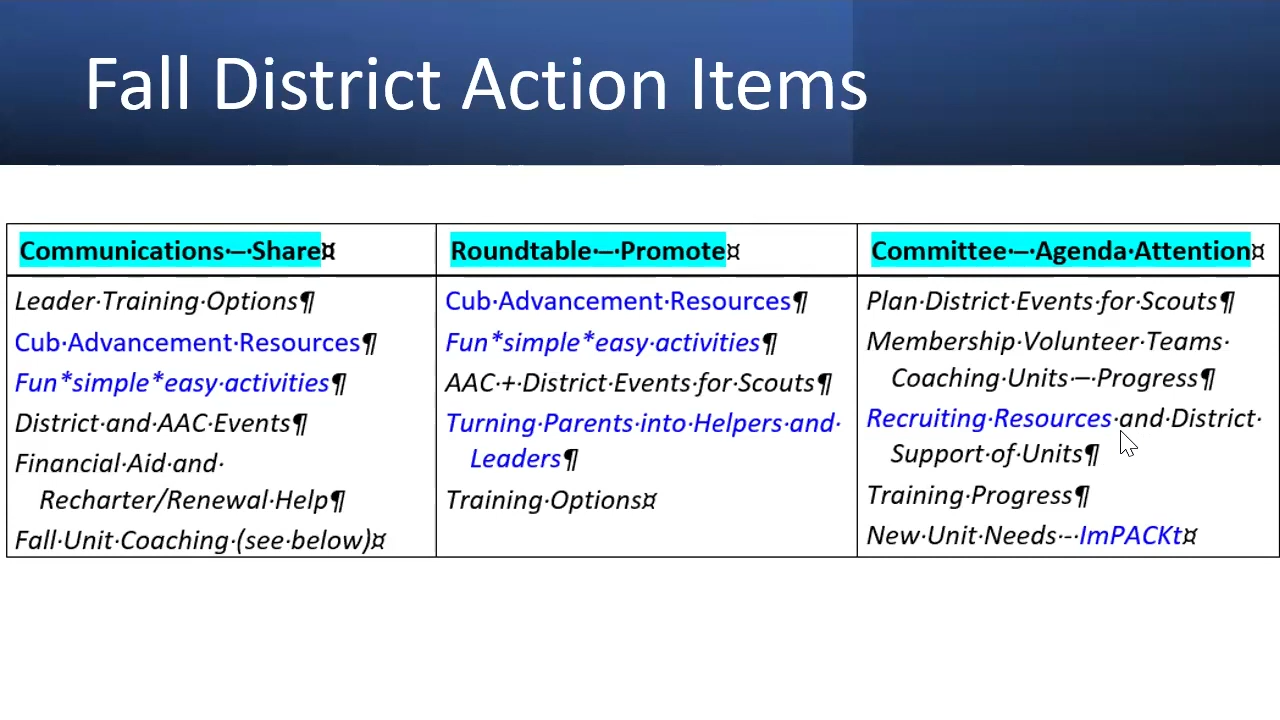 Fall District Action Items
Communications·–·Share¤
Roundtable·–·Promote¤
Committee·–·Agenda·Attention¤
Leader·Training·Options¶
Cub·Advancement·Resources¶
Fun*simple*easy·activities¶
District·and·AAC·Events¶
Financial·Aid·and·
Recharter/Renewal·Help¶
Fall·Unit·Coaching·(see·below)¤
Cub·Advancement·Resources¶
Fun*simple*easy·activities¶
AAC·+·District·Events·for·Scouts¶
Turning·Parents·into·Helpers·and·
Leaders¶
Training·Options¤
Plan·District·Events·for·Scouts¶
Membership·Volunteer·Teams·
Coaching·Units·–·Progress¶
Recruiting·Resources·and·District·
Support·of·Units¶
Training·Progress¶
New·Unit·Needs·-·ImPACKt¤